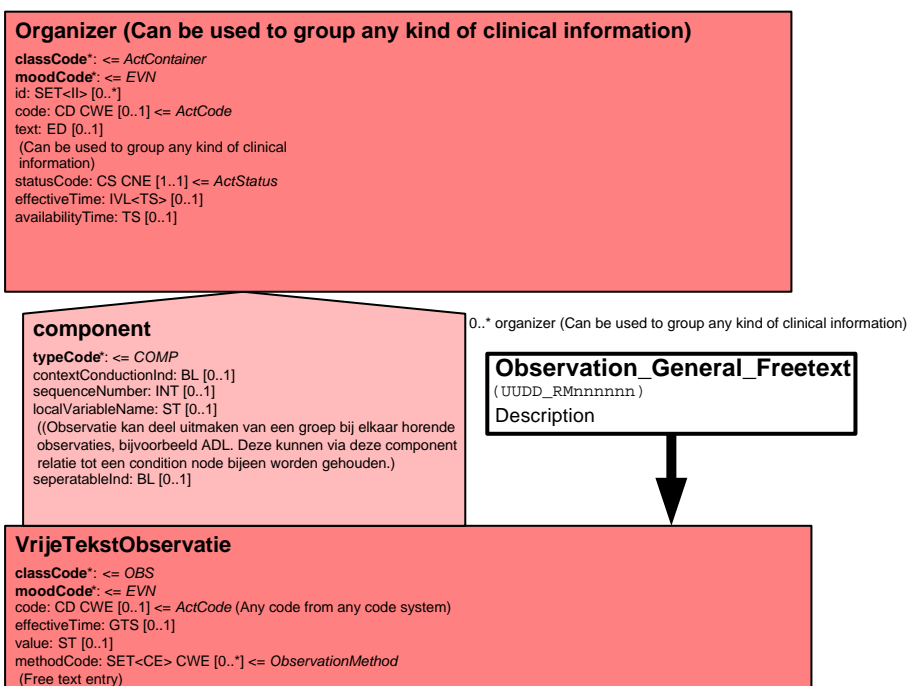 Organizer (Can be used to group any kind of clinical information)
classCode*: <= ActContainer
moodCode*: <= EVN
id: SET<II> [0..*]
code: CD CWE [0..1] <= ActCode
text: ED [0..1]
(Can be used to group any kind of clinical
information)
statusCode: CS CNE [1..1] <= ActStatus
effectiveTime: IVL<TS> [0..1]
availabilityTime: TS [0..1]
component
typeCode*: <= COMP
contextConductionInd: BL [0..1]
sequenceNumber: INT [0..1]
localVariableName: ST [0..1]
((Observatie kan deel uitmaken van een groep bij elkaar horende
observaties, bijvoorbeeld ADL. Deze kunnen via deze component
relatie tot een condition node bijeen worden gehouden.)
seperatableInd: BL [0..1]
0..* organizer (Can be used to group any kind of clinical information)
Observation_General_Freetext
(UUDD_RMnnnnnn)
Description
VrijeTekstObservatie
classCode*: <= OBS
moodCode*: <= EVN
code: CD CWE [0..1] <= ActCode (Any code from any code system)
effectiveTime: GTS [0..1]
value: ST [0..1]
methodCode: SET<CE> CWE [0..*] <= ObservationMethod
(Free text entry)